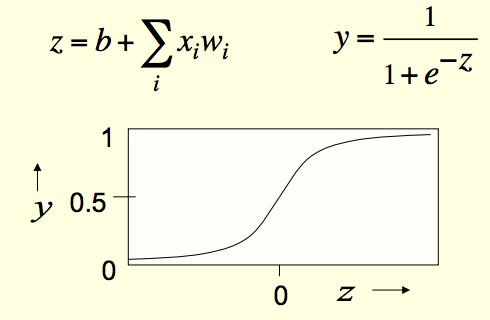 z = b + ∑ᵢ xᵢwᵢ
y = 1 / (1 + e⁻ᶻ)
1
0.5
y
0
0
z